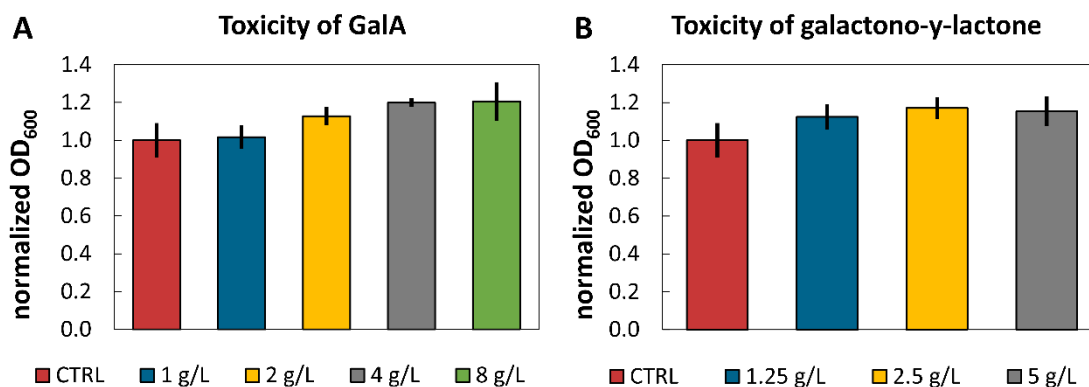 A
Toxicity of GalA
normalized OD600
1.4
1.2
1.0
0.8
0.6
0.4
0.2
0.0
CTRL 1 g/L 2 g/L 4 g/L 8 g/L
B
Toxicity of galactono-y-lactone
normalized OD600
1.4
1.2
1.0
0.8
0.6
0.4
0.2
0.0
CTRL 1.25 g/L 2.5 g/L 5 g/L